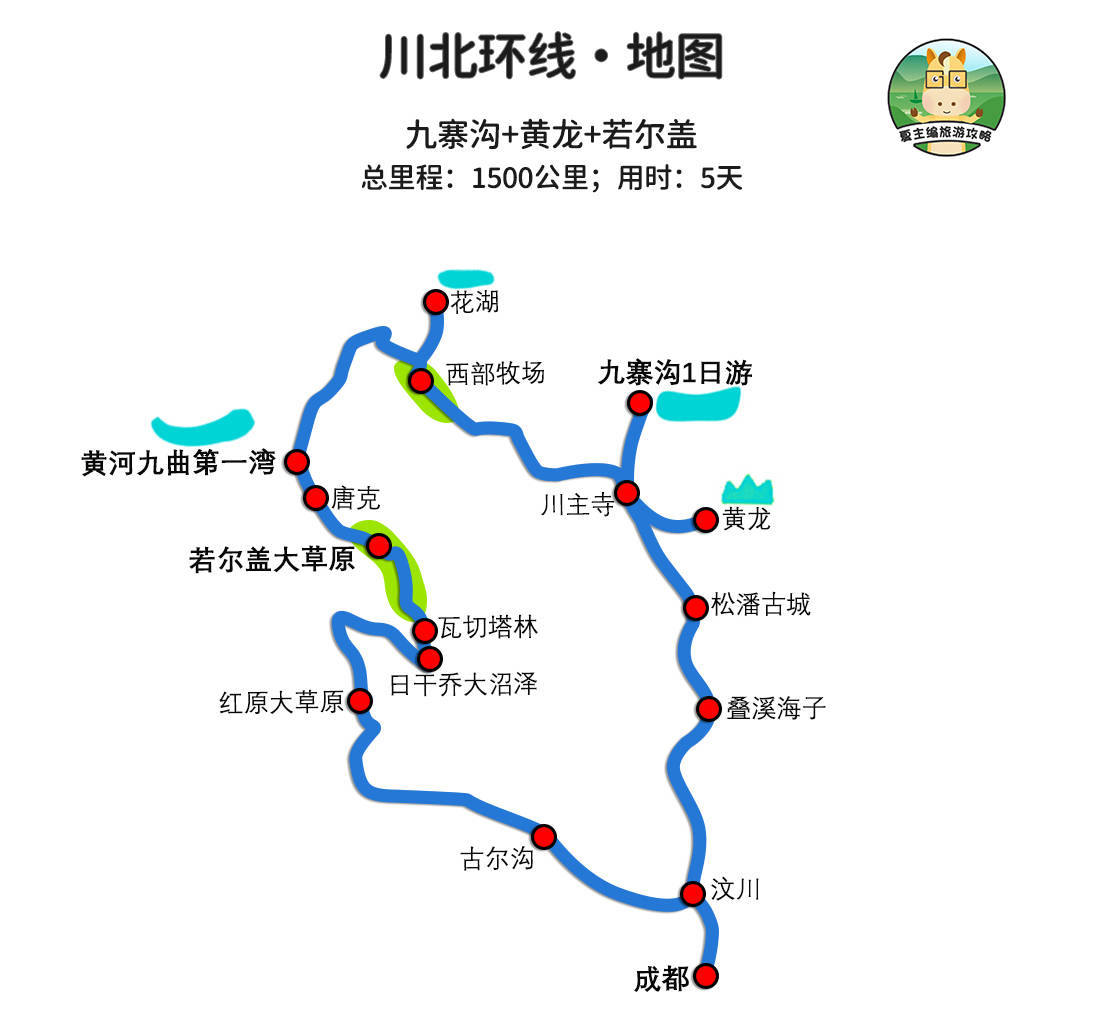 川北环线·地图
夏主编旅游攻略
九寨沟+黄龙+若尔盖
总里程：1500公里；用时：5天
花湖
西部牧场
九寨沟1日游
黄河九曲第一湾
唐克
川主寺
黄龙
若尔盖大草原
松潘古城
瓦切塔林
日干乔大沼泽
红原大草原
叠溪海子
古尔沟
汶川
成都